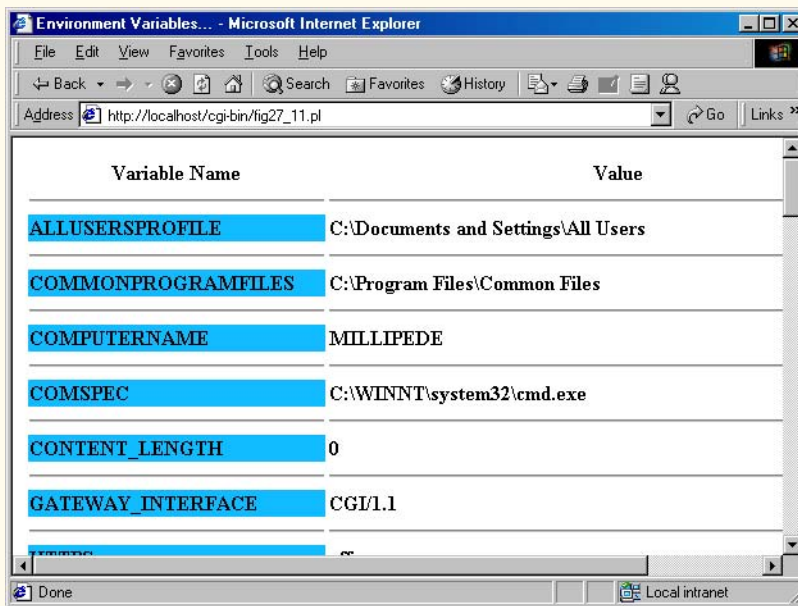 Environment Variables... - Microsoft Internet Explorer
File Edit View Favorites Tools Help
Back Search Favorites History
Address http://localhost/cgi-bin/fig27_11.pl Go Links »
Variable Name Value
ALLUSERSPROFILE C:\Documents and Settings\All Users
COMMONPROGRAMFILES C:\Program Files\Common Files
COMPUTERNAME MILLIPEDE
COMSPEC C:\WINNT\system32\cmd.exe
CONTENT_LENGTH 0
GATEWAY_INTERFACE CGI/1.1
Done Local intranet